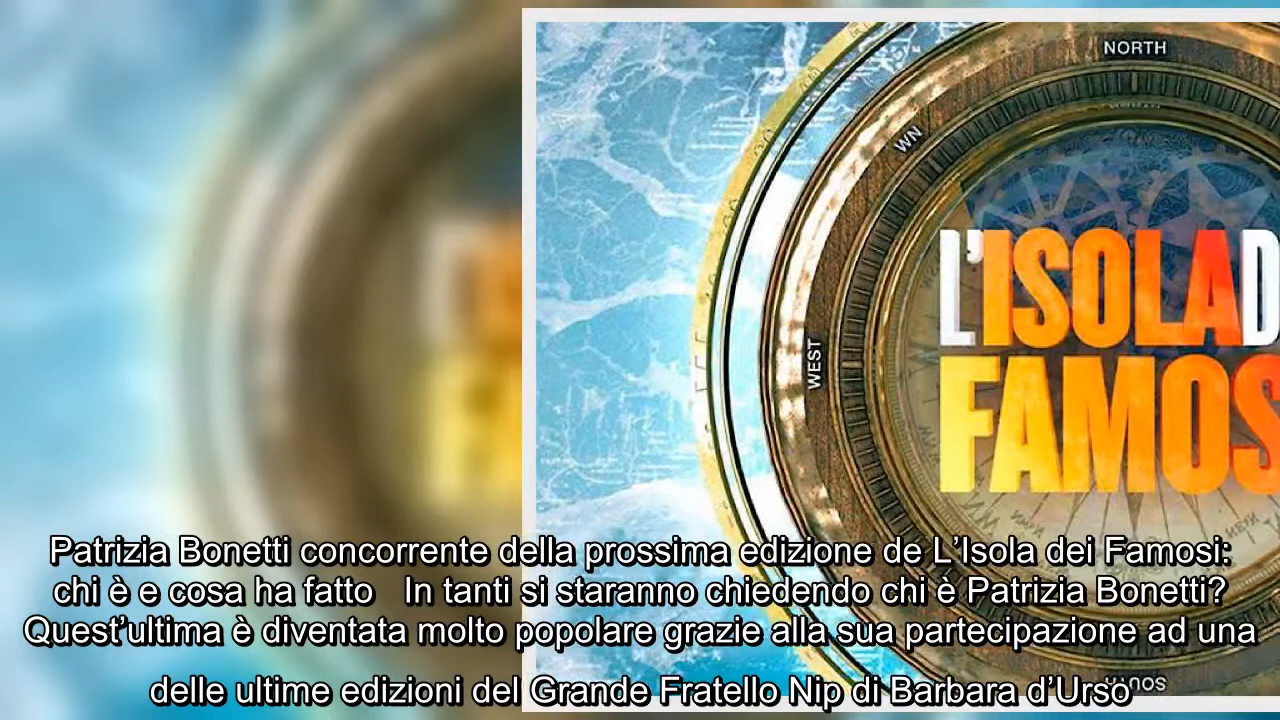 NORTH
WN
WEST
L'ISOLA D
FAMOS
Patrizia Bonetti concorrente della prossima edizione de L'Isola dei Famosi:
chi è e cosa ha fatto In tanti si staranno chiedendo chi è Patrizia Bonetti?
Quest'ultima è diventata molto popolare grazie alla sua partecipazione ad una
delle ultime edizioni del Grande Fratello Nip di Barbara d'Urso
SOUTH